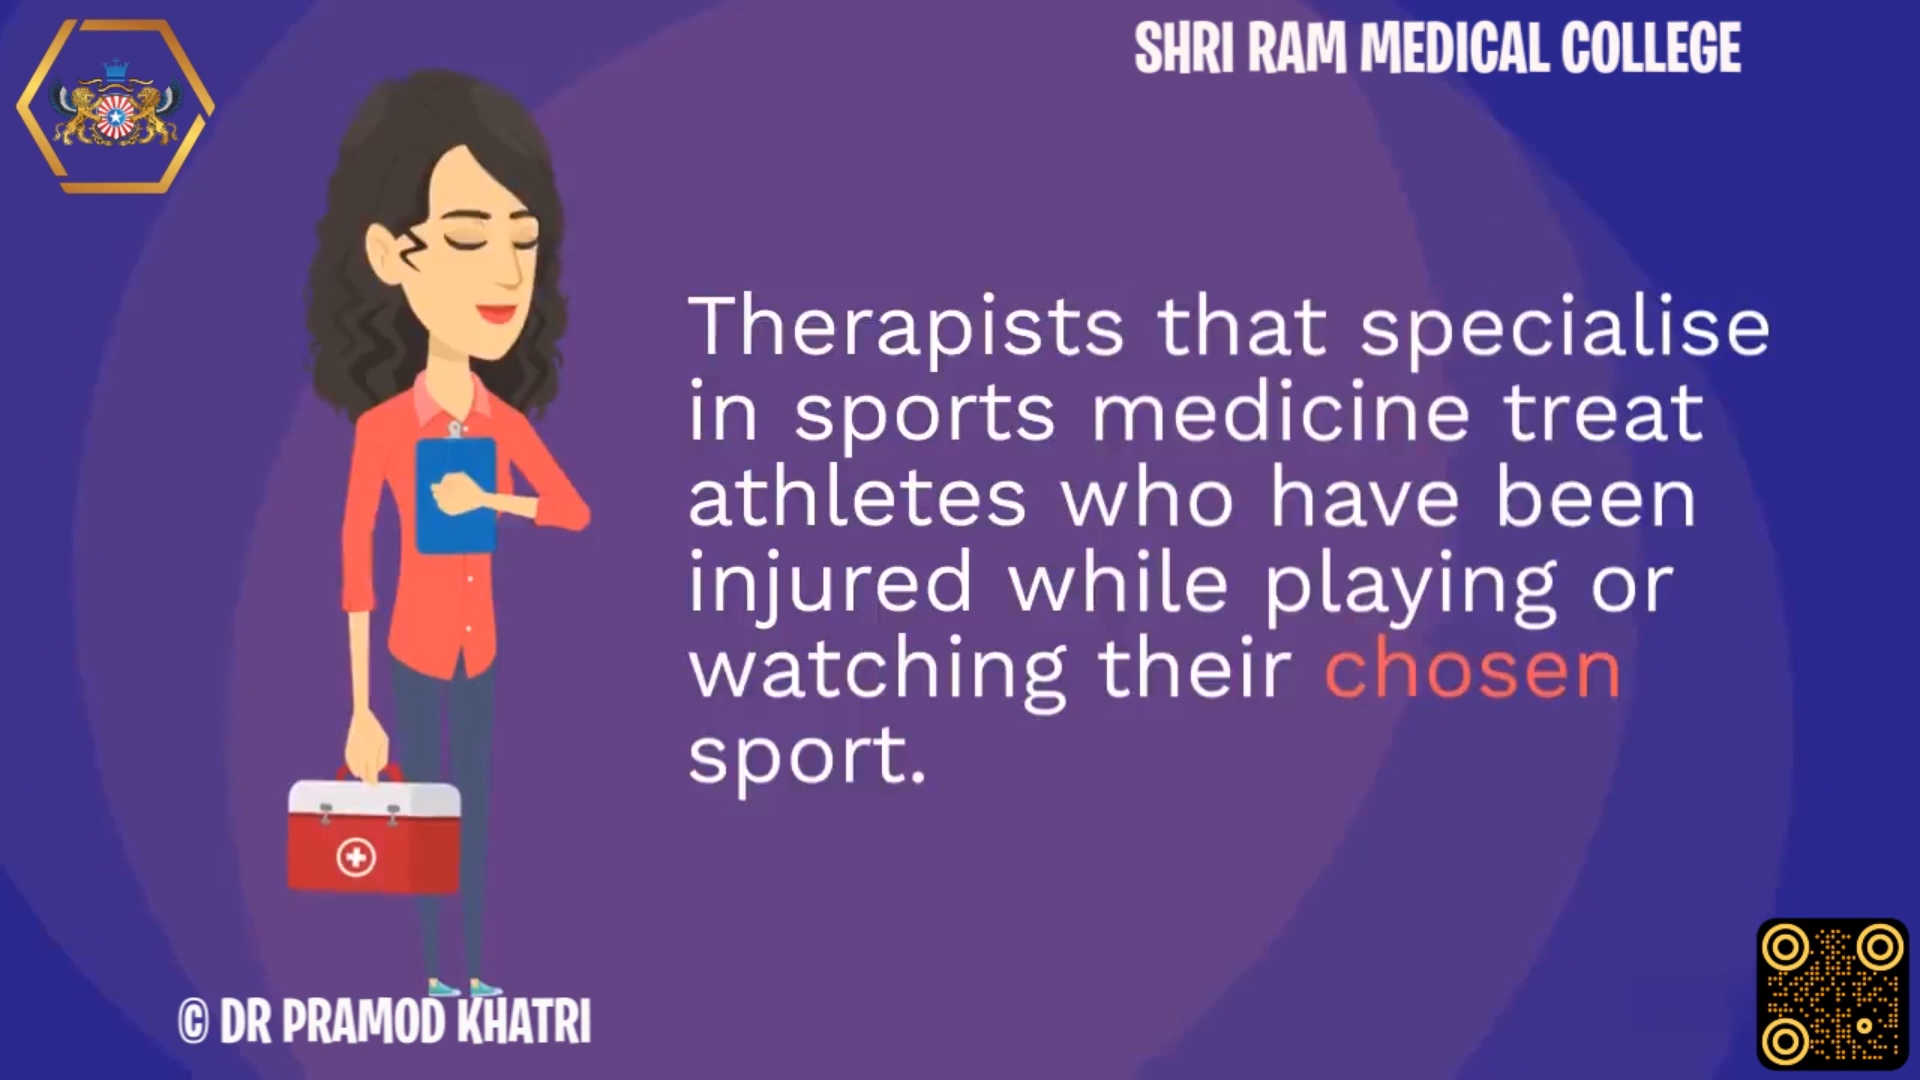 SHRI RAM MEDICAL COLLEGE
Therapists that specialise
in sports medicine treat
athletes who have been
injured while playing or
watching their chosen
sport.
© DR PRAMOD KHATRI